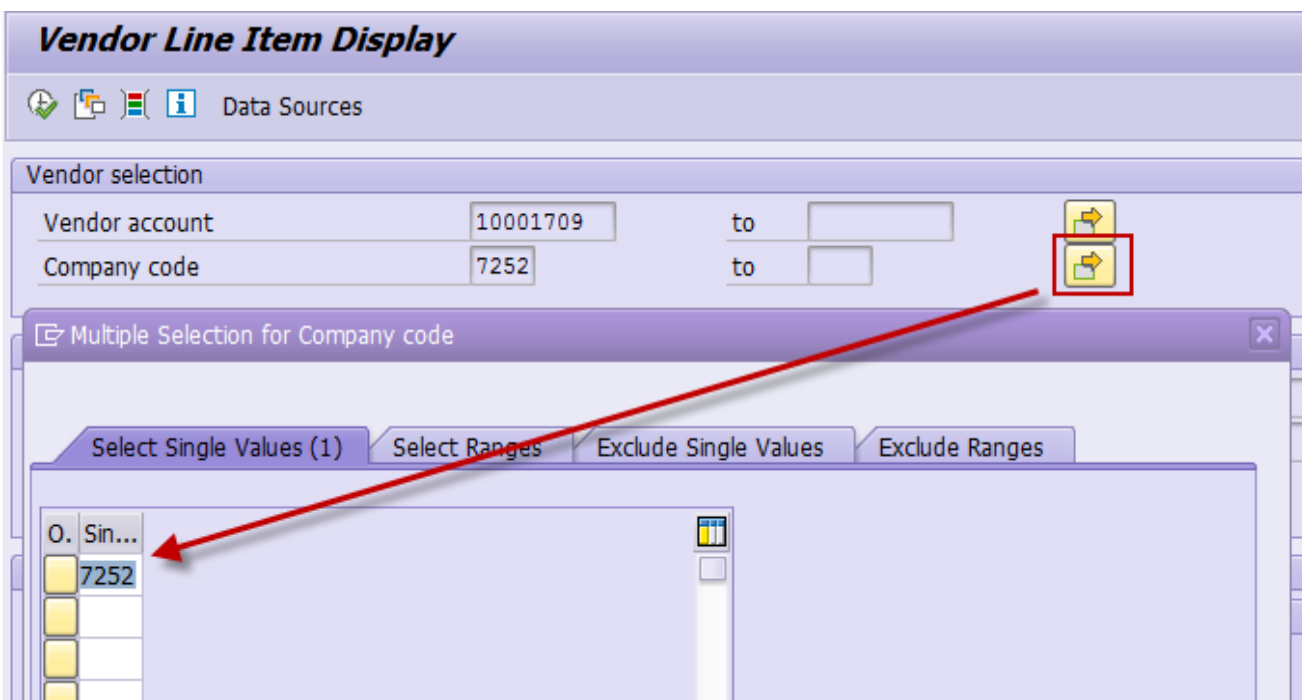 Vendor Line Item Display
Data Sources
Vendor selection
Vendor account 10001709 to
Company code 7252 to
Multiple Selection for Company code
Select Single Values (1) Select Ranges Exclude Single Values Exclude Ranges
O. Sin...
7252